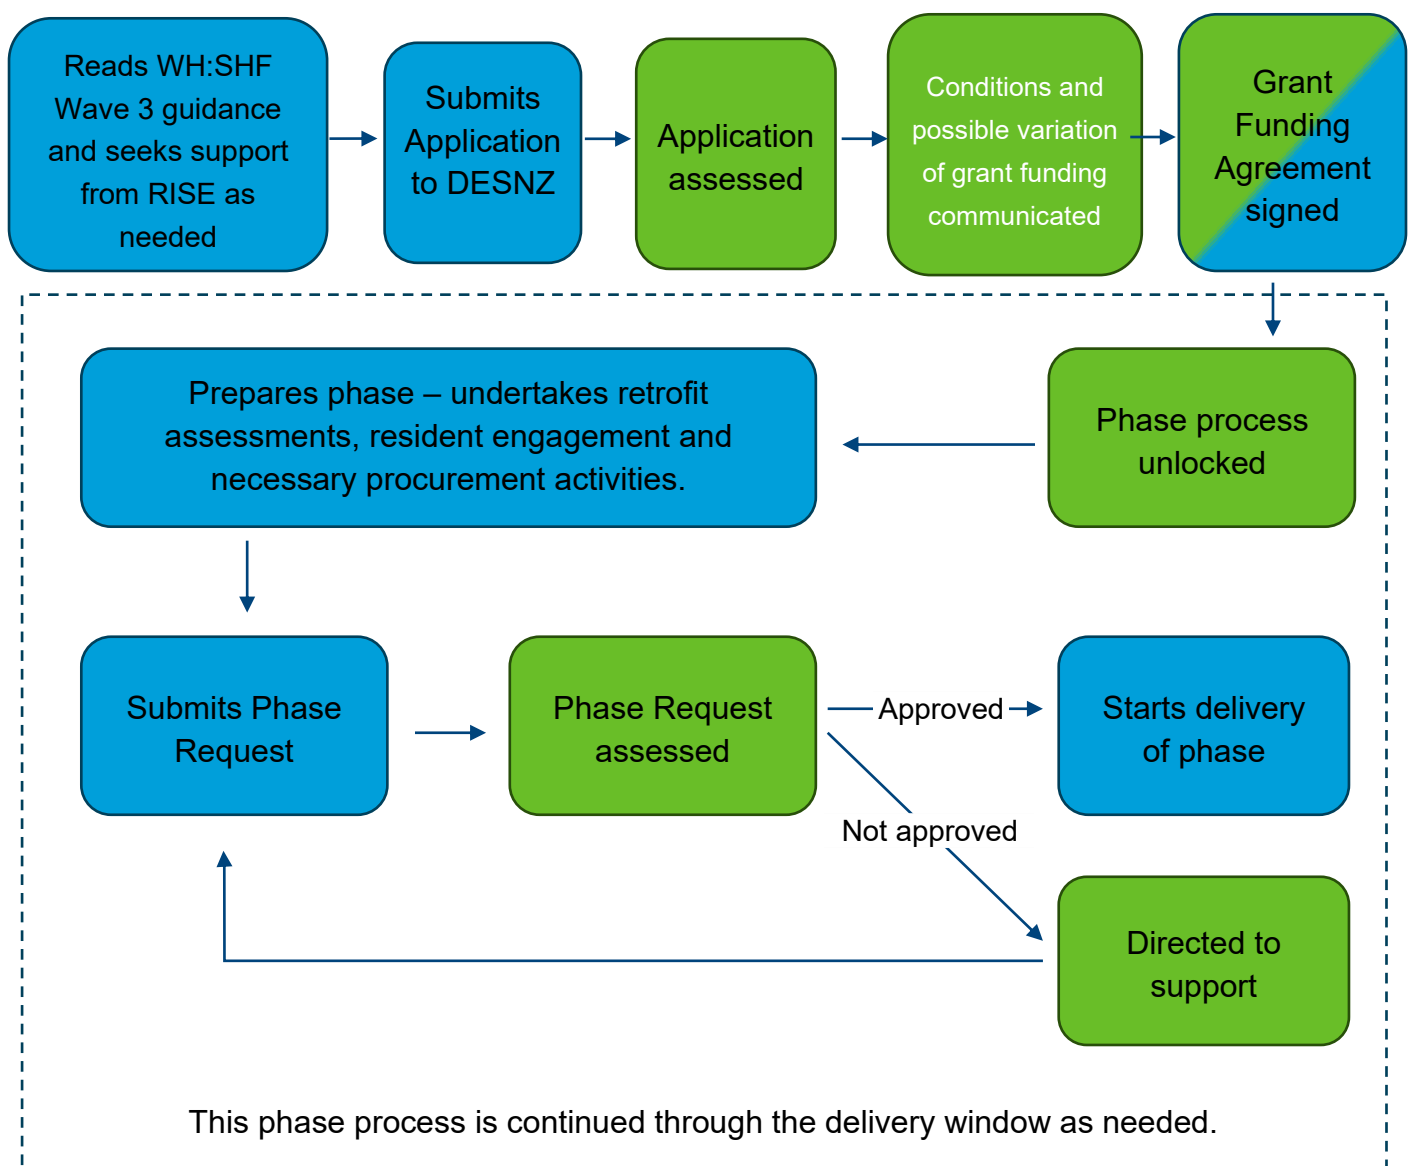 Reads WH:SHF
Wave 3 guidance
and seeks support
from RISE as
needed
Submits
Application
to DESNZ
Application
assessed
Conditions and
possible variation
of grant funding
communicated
Grant
Funding
Agreement
signed
Phase process
unlocked
Prepares phase – undertakes retrofit
assessments, resident engagement and
necessary procurement activities.
Submits Phase
Request
Phase Request
assessed
Approved
Starts delivery
of phase
Not approved
Directed to
support
This phase process is continued through the delivery window as needed.